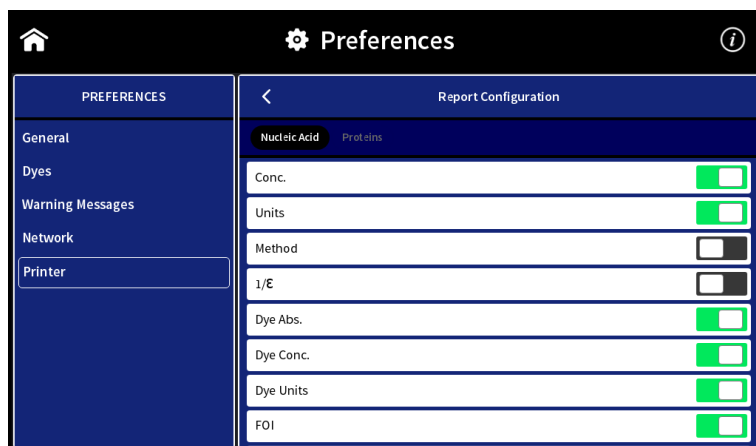 Preferences
i
PREFERENCES
General
Dyes
Warning Messages
Network
Printer
Report Configuration
Nucleic Acid
Proteins
Conc.
Units
Method
1/Ɛ
Dye Abs.
Dye Conc.
Dye Units
FOI